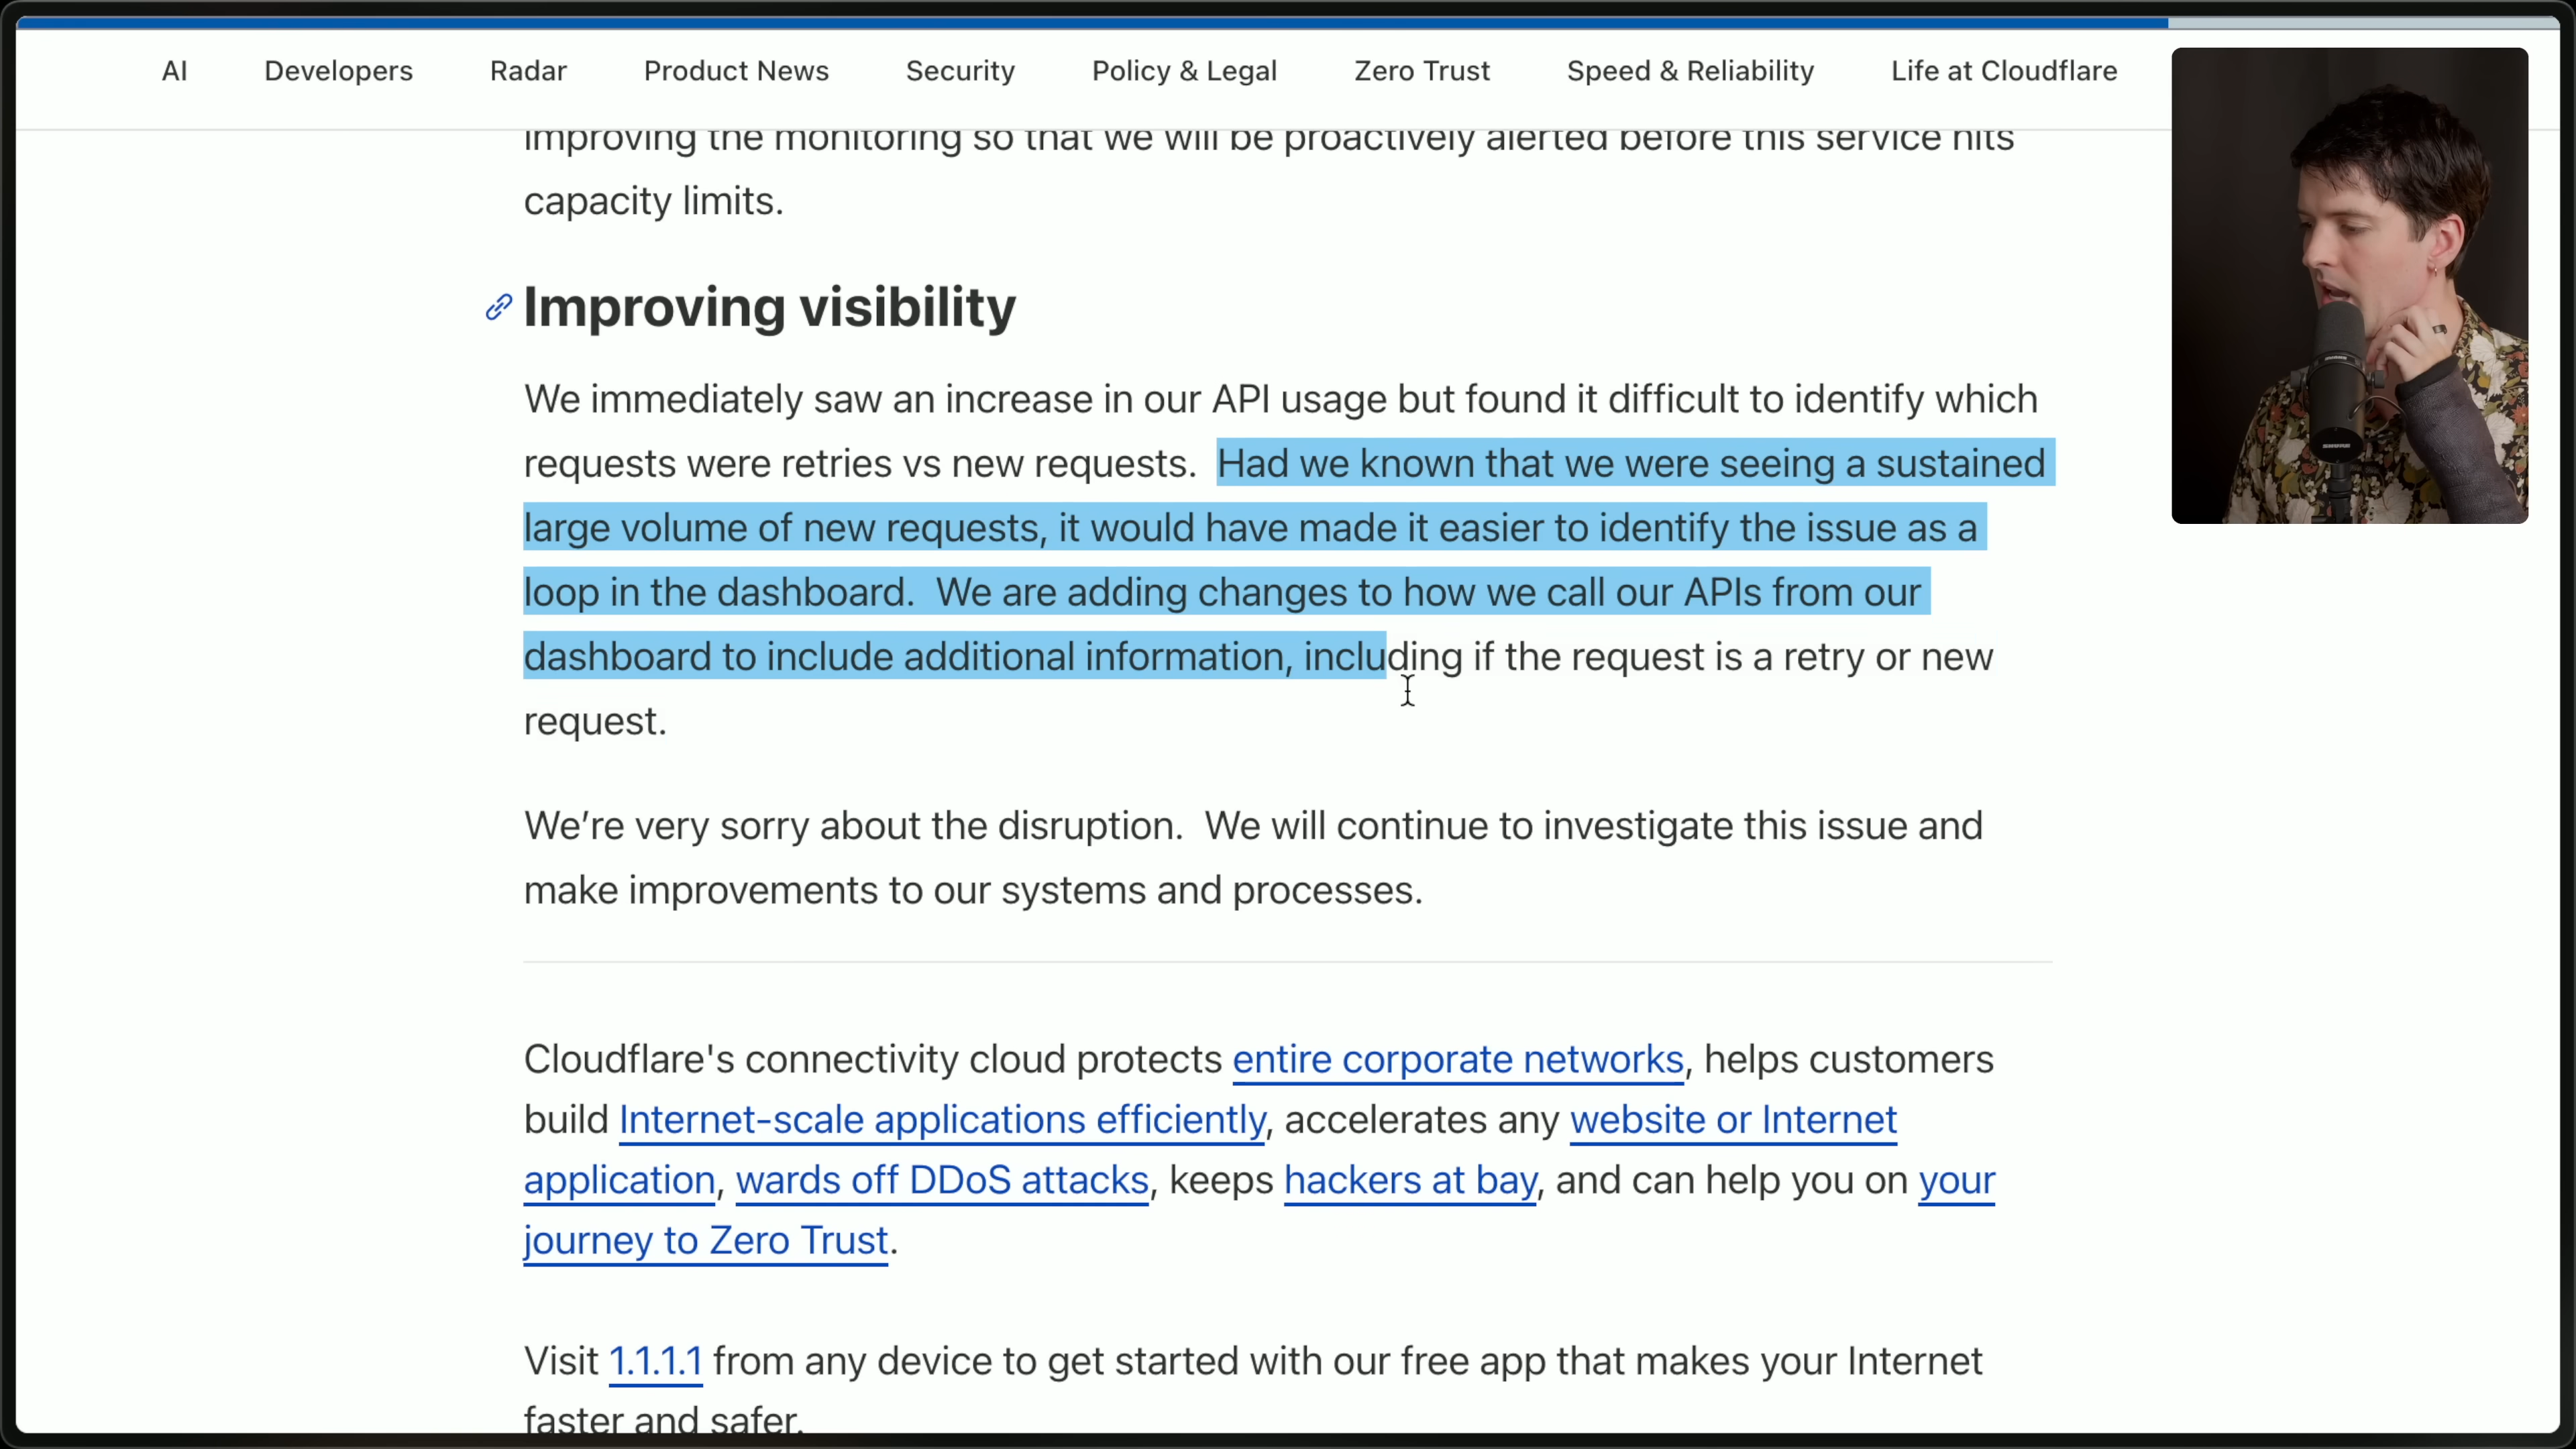 AI Developers Radar Product News Security Policy & Legal Zero Trust Speed & Reliability Life at Cloudflare
improving the monitoring so that we will be proactively alerted before this service hits
capacity limits.
Improving visibility
We immediately saw an increase in our API usage but found it difficult to identify which
requests were retries vs new requests.  Had we known that we were seeing a sustained
large volume of new requests, it would have made it easier to identify the issue as a
loop in the dashboard.  We are adding changes to how we call our APIs from our
dashboard to include additional information, including if the request is a retry or new
request.
We’re very sorry about the disruption.  We will continue to investigate this issue and
make improvements to our systems and processes.
Cloudflare's connectivity cloud protects entire corporate networks, helps customers
build Internet-scale applications efficiently, accelerates any website or Internet
application, wards off DDoS attacks, keeps hackers at bay, and can help you on your
journey to Zero Trust.
Visit 1.1.1.1 from any device to get started with our free app that makes your Internet
faster and safer.